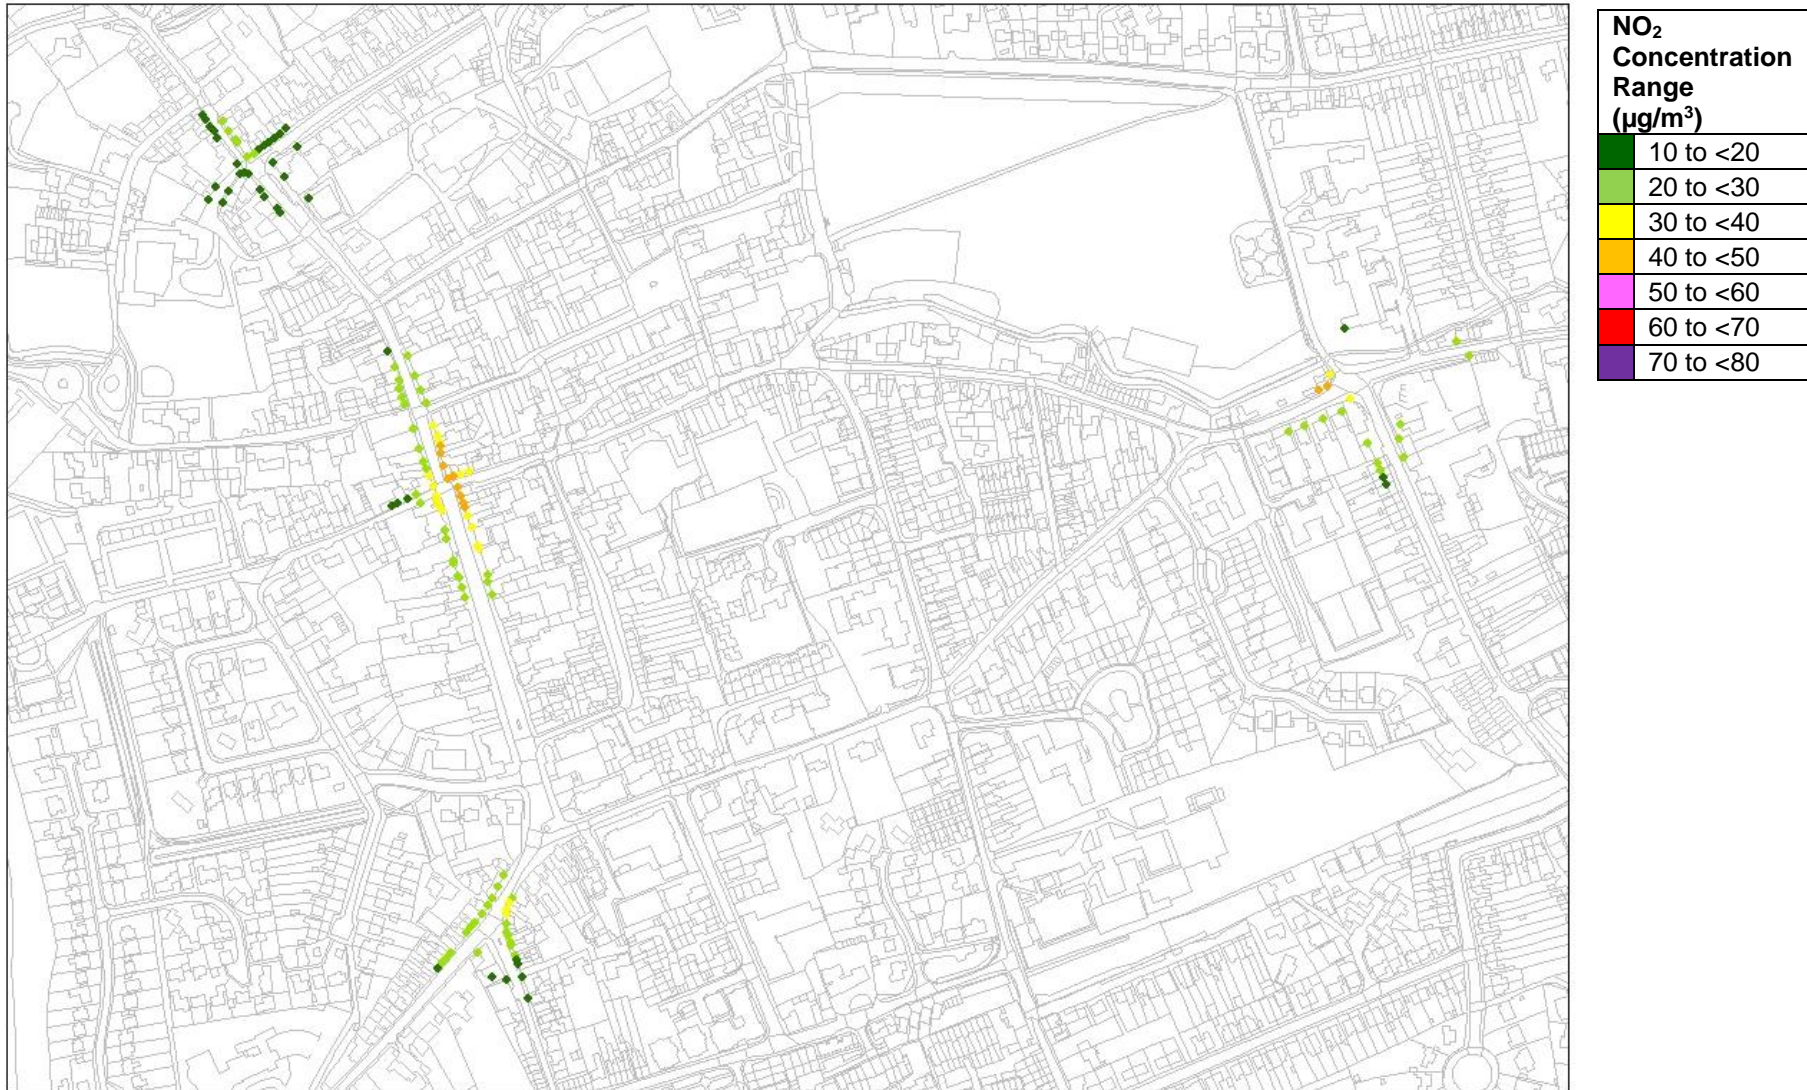 NO₂
Concentration
Range
(µg/m³)
10 to <20
20 to <30
30 to <40
40 to <50
50 to <60
60 to <70
70 to <80